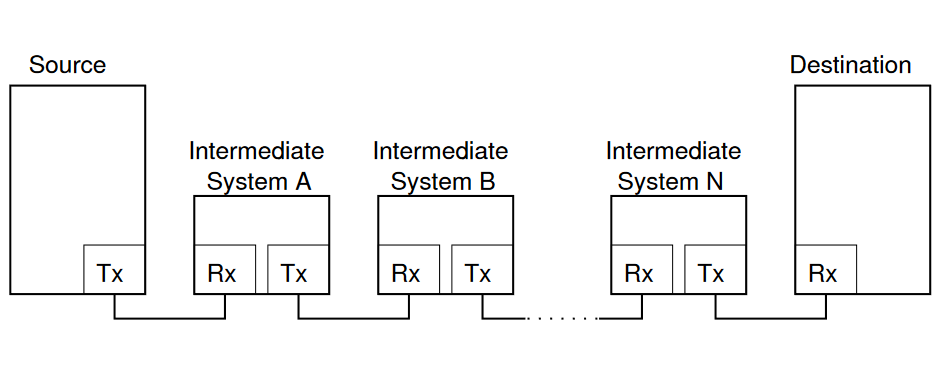 Source
Destination
Intermediate
System A
Intermediate
System B
Intermediate
System N
Tx
Rx
Tx
Rx
Tx
Rx
Tx
Rx